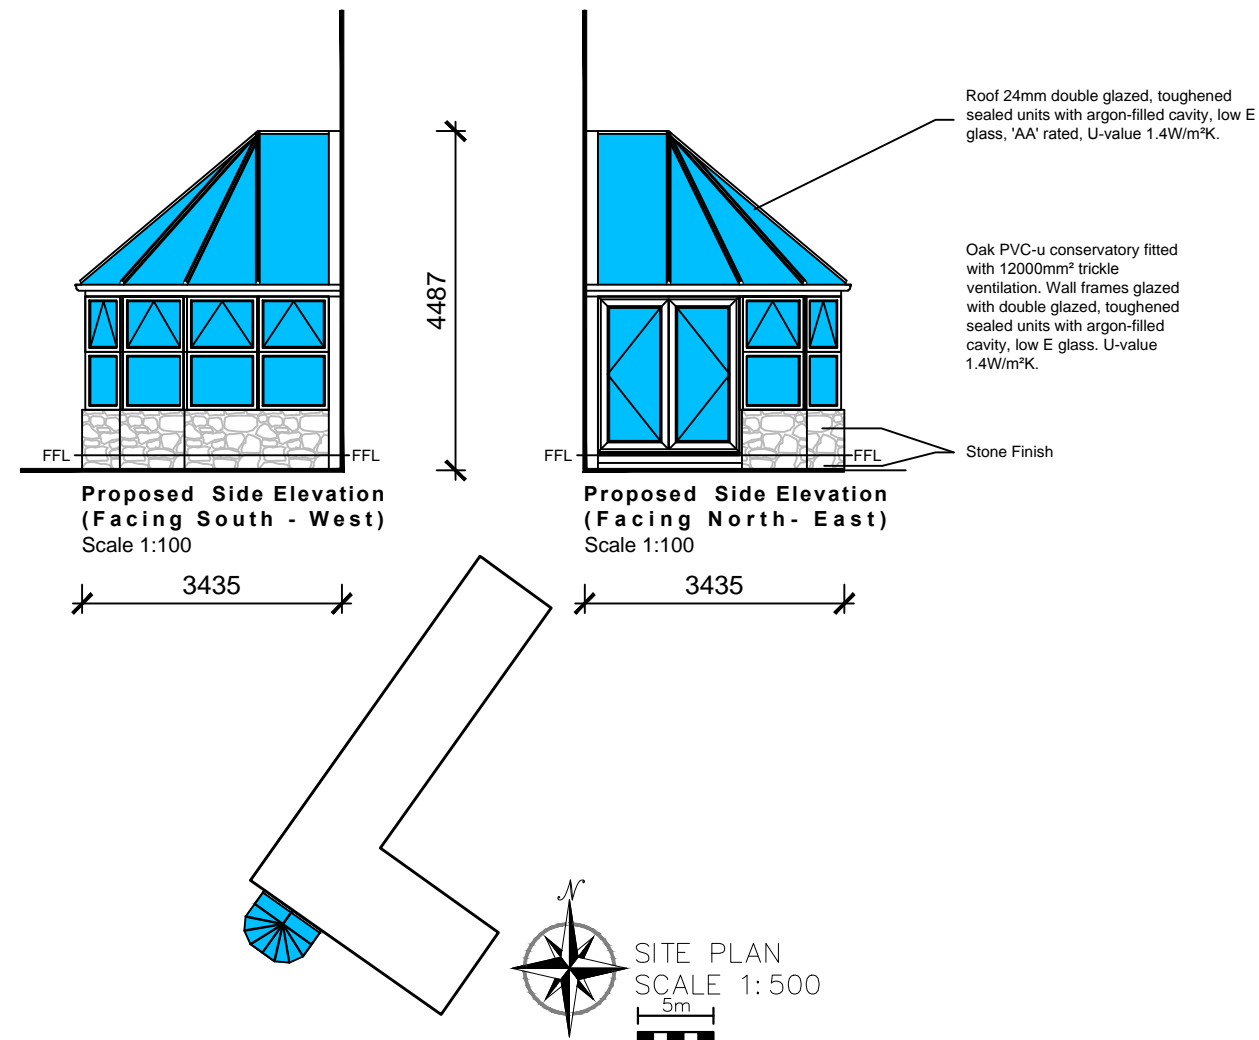 Roof 24mm double glazed, toughened
sealed units with argon-filled cavity, low E
glass, 'AA' rated, U-value 1.4W/m²K.
Oak PVC-u conservatory fitted
with 12000mm² trickle
ventilation. Wall frames glazed
with double glazed, toughened
sealed units with argon-filled
cavity, low E glass. U-value
1.4W/m²K.
4487
Stone Finish
FFL FFL
FFL FFL
Proposed Side Elevation
(Facing South - West)
Scale 1:100
3435
Proposed Side Elevation
(Facing North- East)
Scale 1:100
3435
N
SITE PLAN
SCALE 1:500
5m